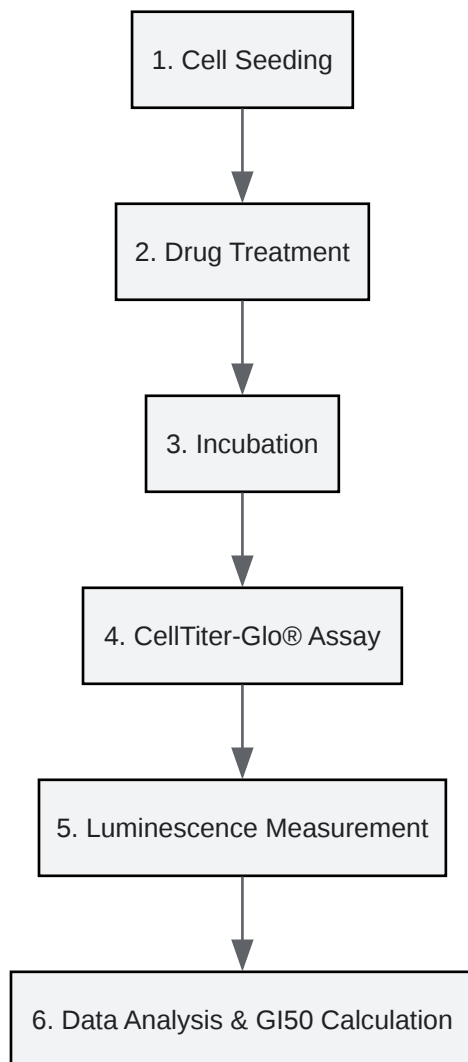 1. Cell Seeding
2. Drug Treatment
3. Incubation
4. CellTiter-Glo® Assay
5. Luminescence Measurement
6. Data Analysis & GI50 Calculation